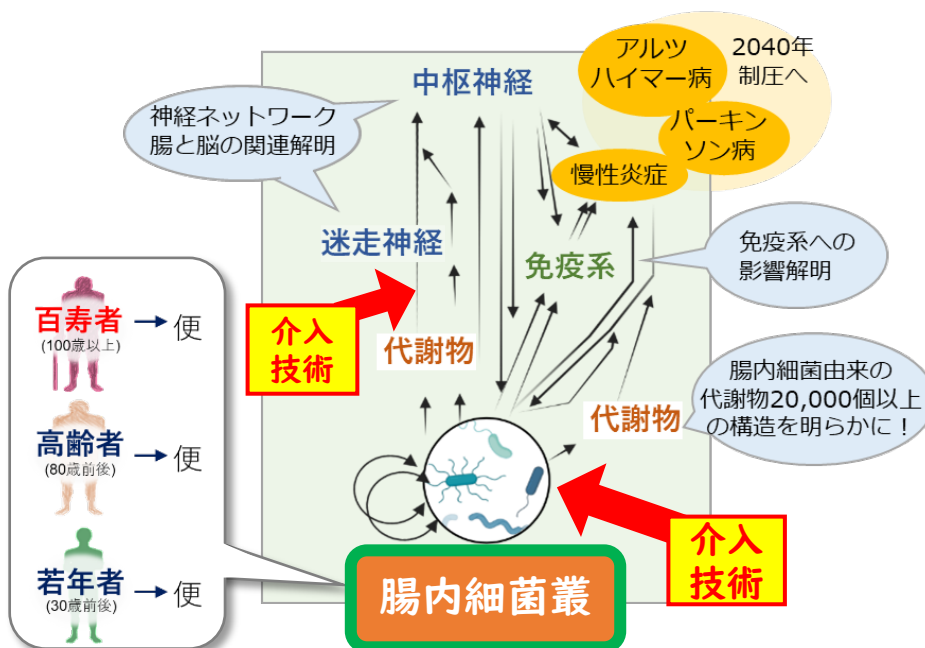 アルツ
ハイマー病
2040年
制圧へ
パーキン
ソン病
慢性炎症
中枢神経
神経ネットワーク
腸と脳の関連解明
迷走神経
免疫系
免疫系への
影響解明
介入
技術
代謝物
代謝物
腸内細菌由来の
代謝物20,000個以上
の構造を明らかに！
百寿者
(100歳以上)
便
高齢者
(80歳前後)
便
若年者
(30歳前後)
便
介入
技術
腸内細菌叢